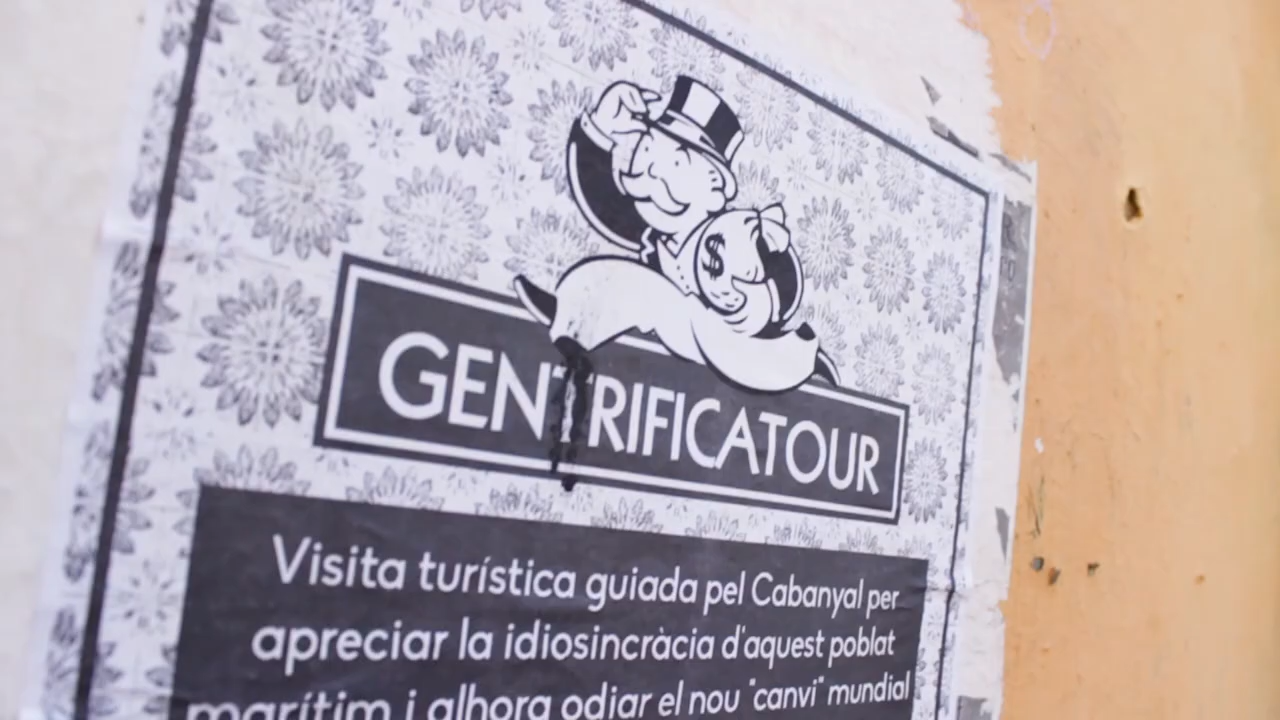 $
GENTRIFICATOUR
Visita turística guiada pel Cabanyal per
apreciar la idiosincràcia d'aquest poblat
marítim i alhora odiar el nou "canvi" mundial